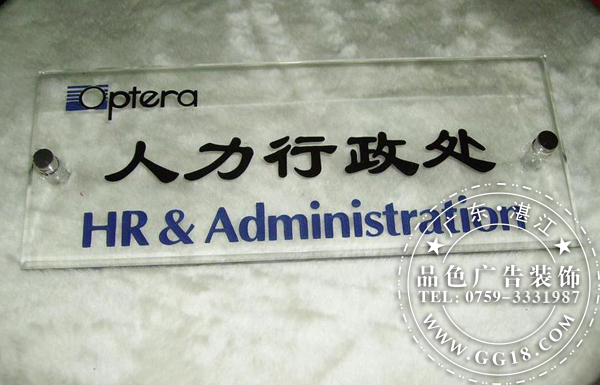 Optera
人力行政处
HR & Administration
广东·湛江
品色广告装饰
TEL: 0759-3331987
WWW.GG18.COM